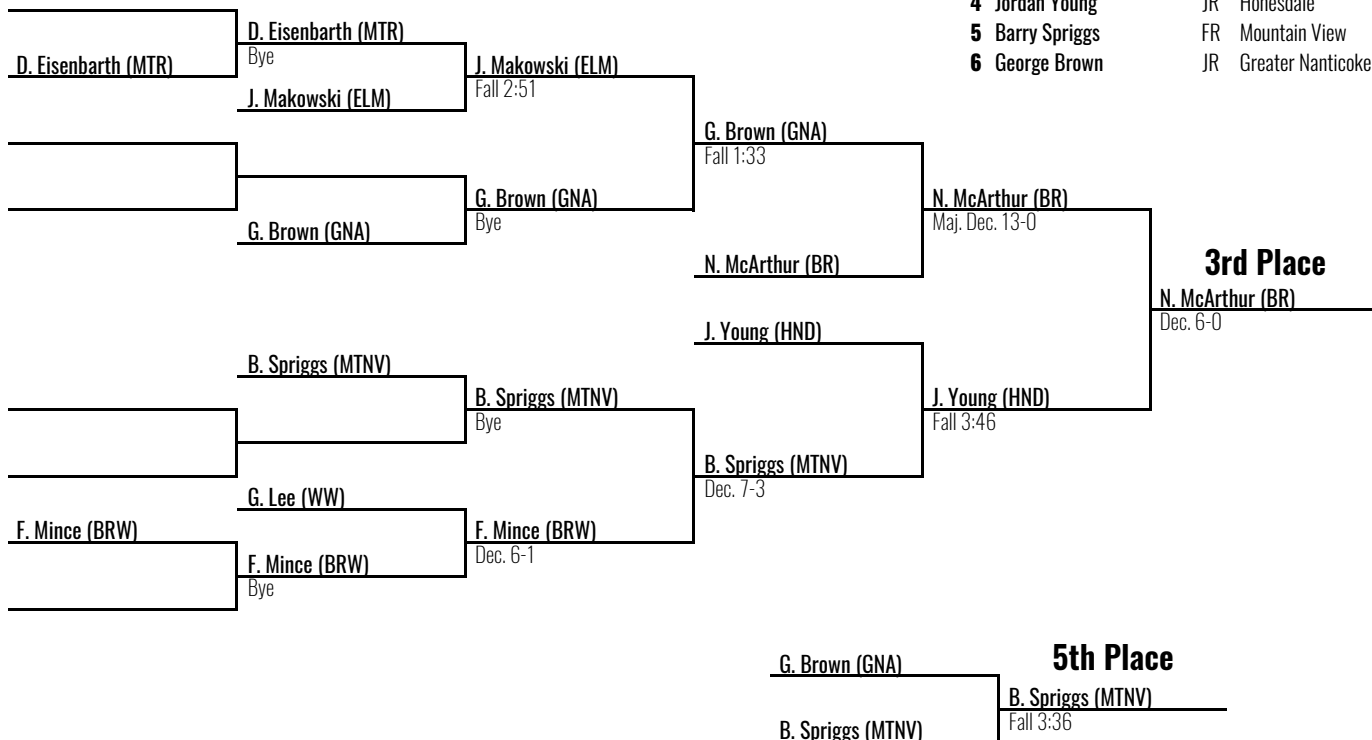 4 Jordan Young JR Honesdale
5 Barry Spriggs FR Mountain View
6 George Brown JR Greater Nanticoke
D. Eisenbarth (MTR)
Bye
D. Eisenbarth (MTR)
J. Makowski (ELM)
Fall 2:51
J. Makowski (ELM)
G. Brown (GNA)
Fall 1:33
G. Brown (GNA)
Bye
G. Brown (GNA)
N. McArthur (BR)
Maj. Dec. 13-0
N. McArthur (BR)
3rd Place
N. McArthur (BR)
Dec. 6-0
J. Young (HND)
B. Spriggs (MTNV)
B. Spriggs (MTNV)
Bye
J. Young (HND)
Fall 3:46
B. Spriggs (MTNV)
Dec. 7-3
G. Lee (WW)
F. Mince (BRW)
F. Mince (BRW)
Dec. 6-1
F. Mince (BRW)
Bye
5th Place
G. Brown (GNA)
B. Spriggs (MTNV)
Fall 3:36
B. Spriggs (MTNV)